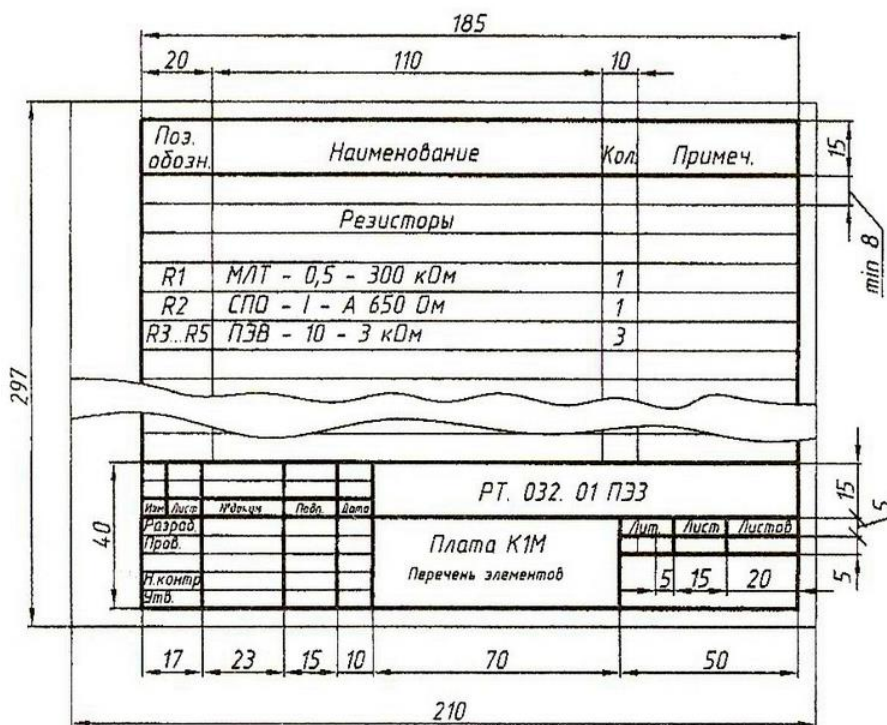 185
20 110 10
Поз. обозн. Наименование Кол. Примеч.
15
Резисторы
min 8
R1 МЛТ - 0,5 - 300 кОм 1
R2 СПО - I - А 650 Ом 1
R3...R5 ПЭВ - 10 - 3 кОм 3
297
РТ. 032. 01 ПЭ3
15
Изм Лист №докум Подп. Дата
40
Разраб. Лит. Лист Листов
5
Пров. Плата К1М
Перечень элементов
5 15 20 5
Н.контр
Утв.
17 23 15 10 70 50
210